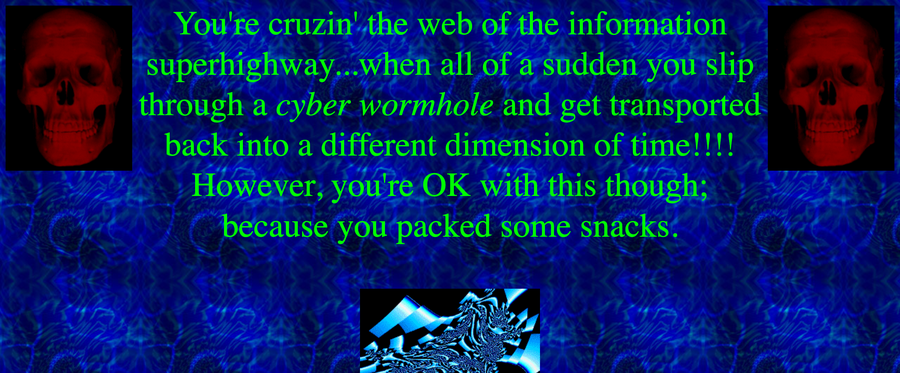 You're cruzin' the web of the information
superhighway...when all of a sudden you slip
through a cyber wormhole and get transported
back into a different dimension of time!!!!
However, you're OK with this though;
because you packed some snacks.